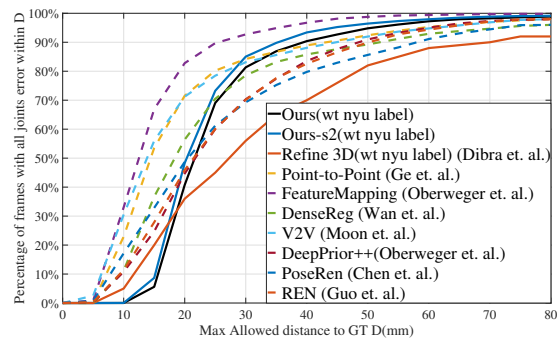 Percentage of frames with all joints error within D
100%
90%
80%
70%
60%
50%
40%
30%
20%
10%
0%
Ours(wt nyu label)
Ours-s2(wt nyu label)
Refine 3D(wt nyu label) (Dibra et. al.)
Point-to-Point (Ge et. al.)
FeatureMapping (Oberweger et. al.)
DenseReg (Wan et. al.)
V2V (Moon et. al.)
DeepPrior++(Oberweger et. al.)
PoseRen (Chen et. al.)
REN (Guo et. al.)
0 10 20 30 40 50 60 70 80
Max Allowed distance to GT D(mm)